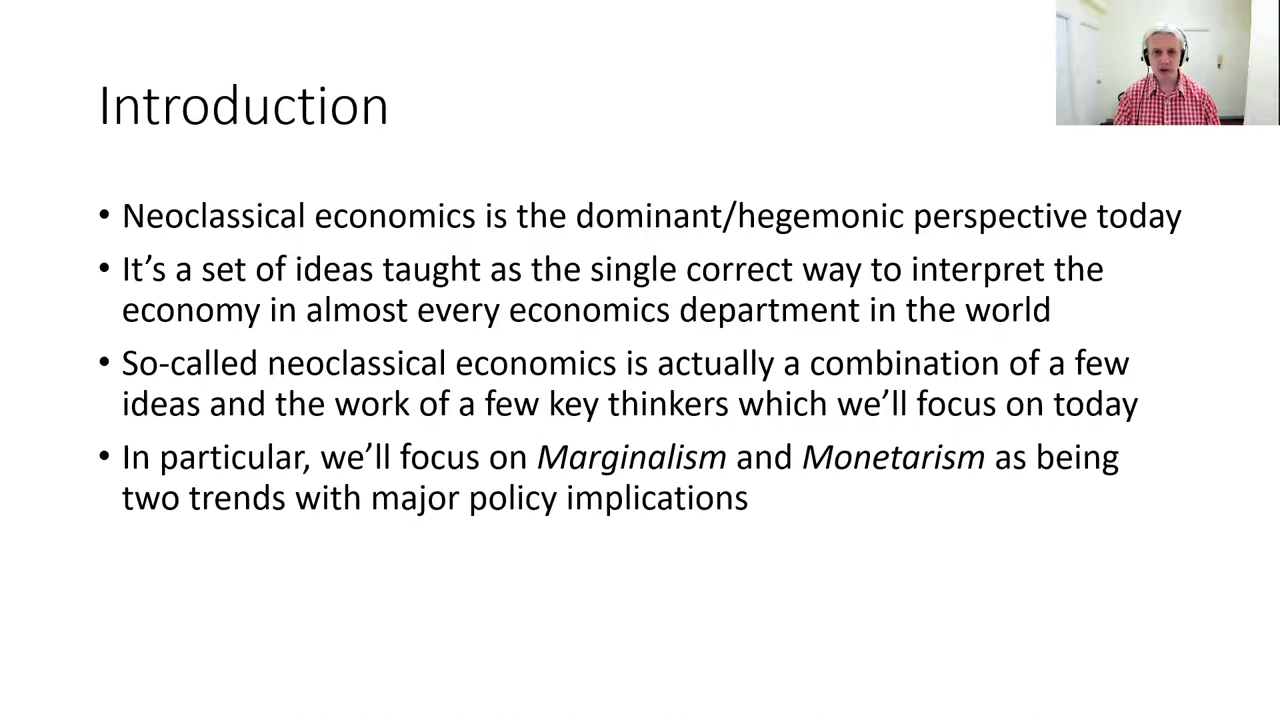 Introduction
• Neoclassical economics is the dominant/hegemonic perspective today
• It’s a set of ideas taught as the single correct way to interpret the
economy in almost every economics department in the world
• So-called neoclassical economics is actually a combination of a few
ideas and the work of a few key thinkers which we’ll focus on today
• In particular, we’ll focus on Marginalism and Monetarism as being
two trends with major policy implications